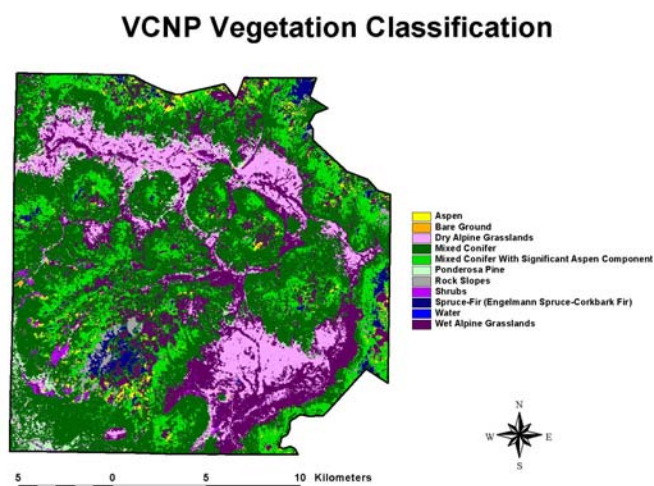 VCNP Vegetation Classification
Aspen
Bare Ground
Dry Alpine Grasslands
Mixed Conifer
Mixed Conifer With Significant Aspen Component
Ponderosa Pine
Rock Slopes
Shrubs
Spruce-Fir (Engelmann Spruce-Corkbark Fir)
Water
Wet Alpine Grasslands
N
W E
S
5 0 5 10 Kilometers